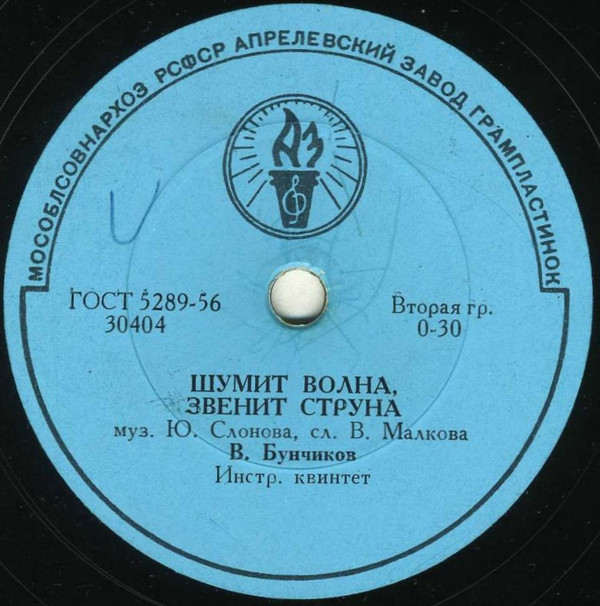 МОСОБЛСОВНАРХОЗ РСФСР АПРЕЛЕВСКИЙ ЗАВОД ГРАМПЛАСТИНОК
АЗ
ГОСТ 5289-56
30404
Вторая гр.
0-30
ШУМИТ ВОЛНА,
ЗВЕНИТ СТРУНА
муз. Ю. Слонова, сл. В. Малкова
В. Бунчиков
Инстр. квинтет